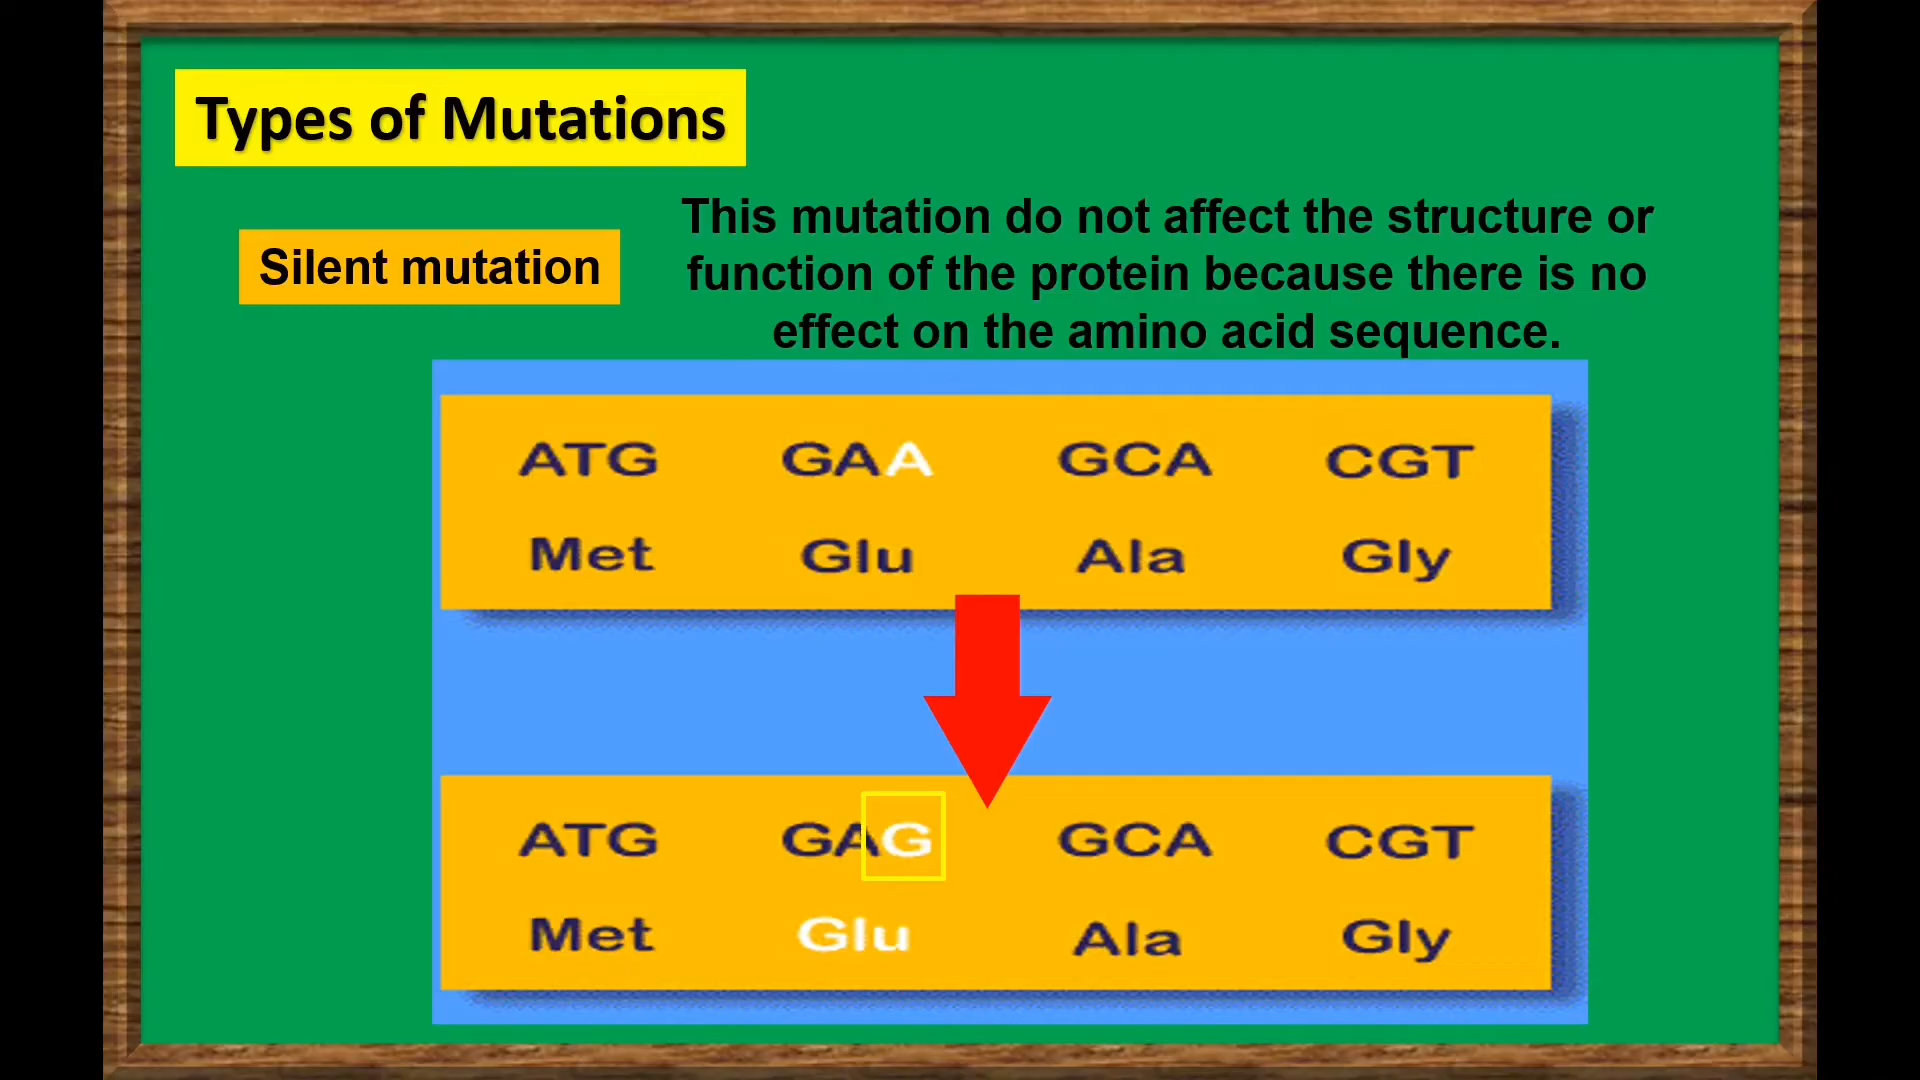 Types of Mutations
Silent mutation
This mutation do not affect the structure or
function of the protein because there is no
effect on the amino acid sequence.
ATG GAA GCA CGT
Met Glu Ala Gly
ATG GAG GCA CGT
Met Glu Ala Gly